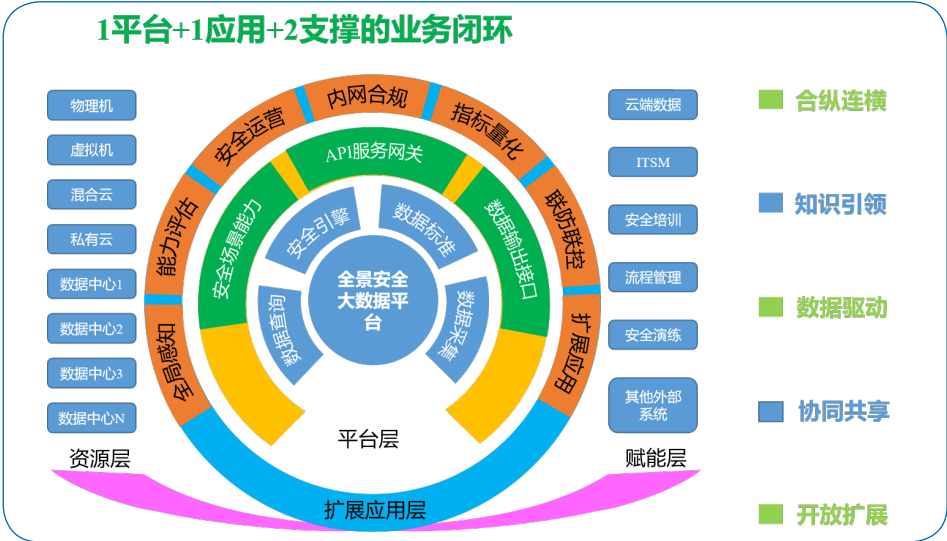 1平台+1应用+2支撑的业务闭环
物理机
虚拟机
混合云
私有云
数据中心1
数据中心2
数据中心3
数据中心N
资源层
全局感知
能力评估
安全运营
内网合规
指标量化
联防联控
扩展应用
安全场景能力
API服务网关
数据输出接口
数据查询
安全引擎
数据标准
数据采集
全景安全
大数据平
台
平台层
扩展应用层
云端数据
ITSM
安全培训
流程管理
安全演练
其他外部
系统
赋能层
合纵连横
知识引领
数据驱动
协同共享
开放扩展